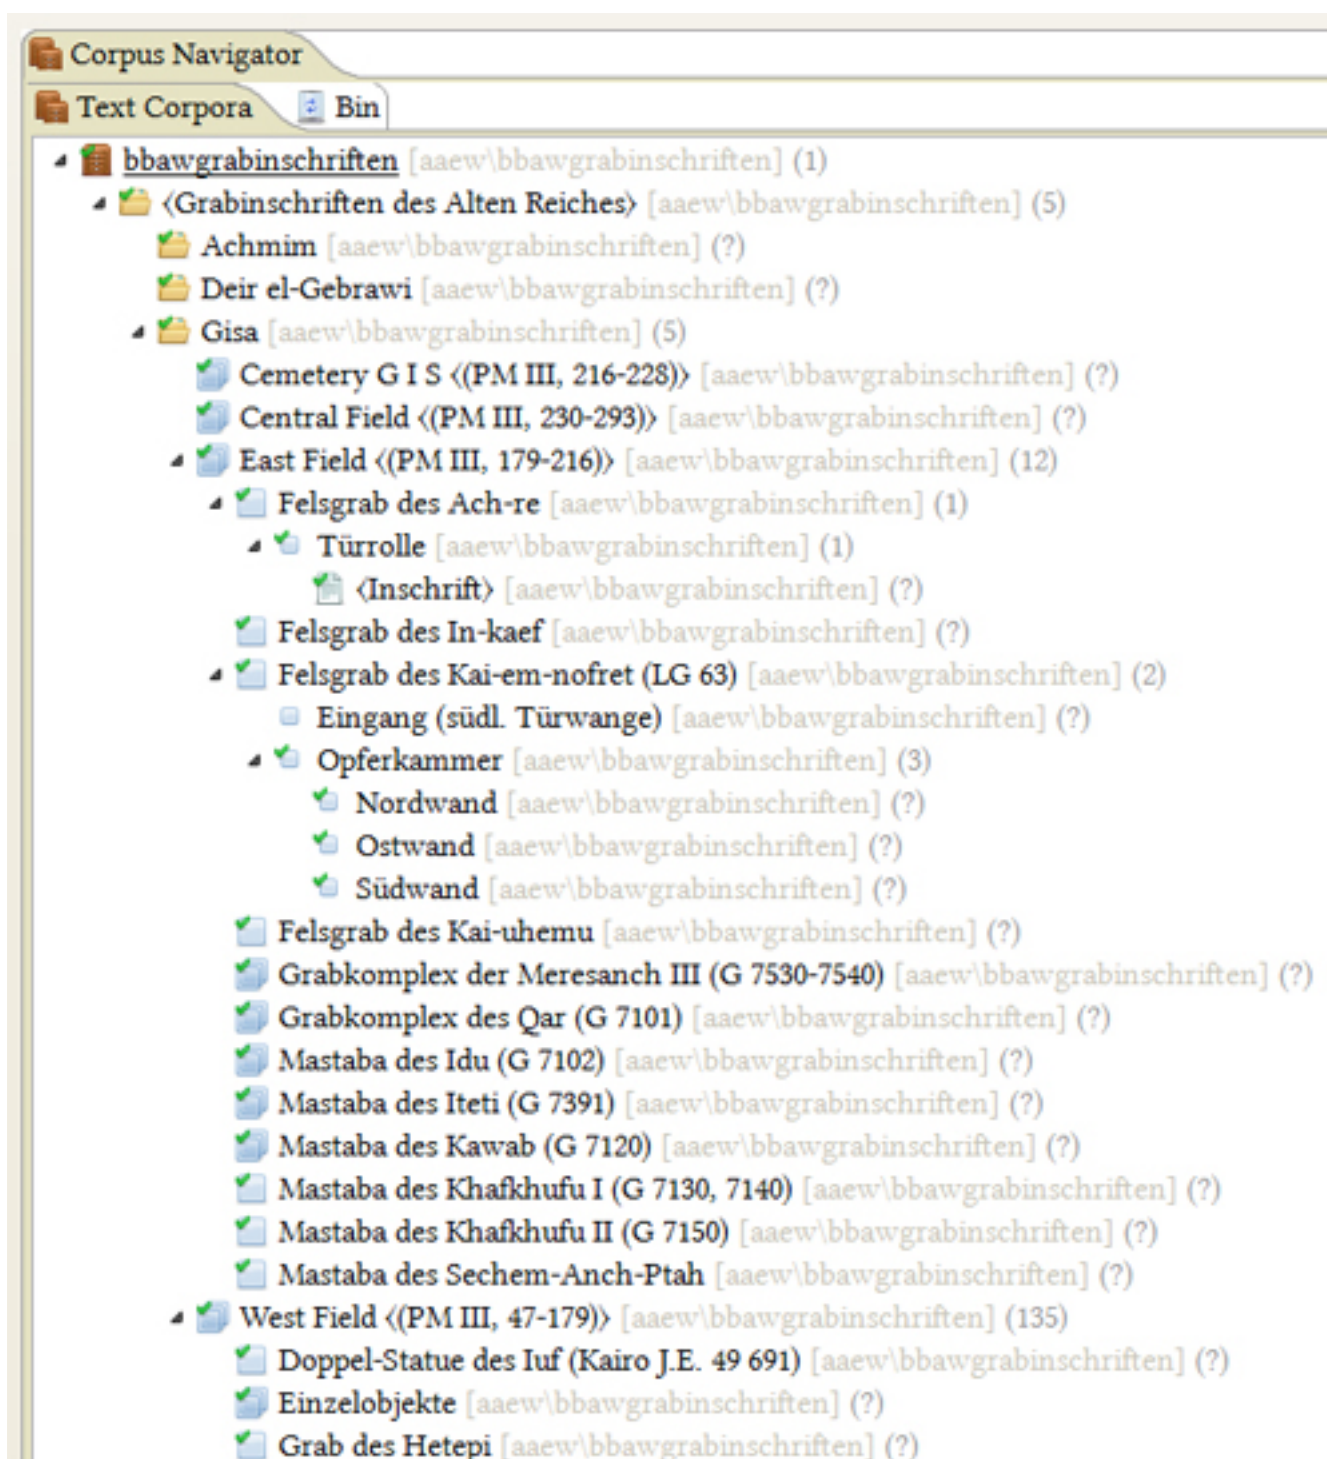 Corpus Navigator
Text Corpora Bin
bbawgrabinschriften [aaew\bbawgrabinschriften] (1)
⟨Grabinschriften des Alten Reiches⟩ [aaew\bbawgrabinschriften] (5)
Achmim [aaew\bbawgrabinschriften] (?)
Deir el-Gebrawi [aaew\bbawgrabinschriften] (?)
Gisa [aaew\bbawgrabinschriften] (5)
Cemetery G I S ⟨(PM III, 216-228)⟩ [aaew\bbawgrabinschriften] (?)
Central Field ⟨(PM III, 230-293)⟩ [aaew\bbawgrabinschriften] (?)
East Field ⟨(PM III, 179-216)⟩ [aaew\bbawgrabinschriften] (12)
Felsgrab des Ach-re [aaew\bbawgrabinschriften] (1)
Türrolle [aaew\bbawgrabinschriften] (1)
⟨Inschrift⟩ [aaew\bbawgrabinschriften] (?)
Felsgrab des In-kaef [aaew\bbawgrabinschriften] (?)
Felsgrab des Kai-em-nofret (LG 63) [aaew\bbawgrabinschriften] (2)
Eingang (südl. Türwange) [aaew\bbawgrabinschriften] (?)
Opferkammer [aaew\bbawgrabinschriften] (3)
Nordwand [aaew\bbawgrabinschriften] (?)
Ostwand [aaew\bbawgrabinschriften] (?)
Südwand [aaew\bbawgrabinschriften] (?)
Felsgrab des Kai-uhemu [aaew\bbawgrabinschriften] (?)
Grabkomplex der Meresanch III (G 7530-7540) [aaew\bbawgrabinschriften] (?)
Grabkomplex des Qar (G 7101) [aaew\bbawgrabinschriften] (?)
Mastaba des Idu (G 7102) [aaew\bbawgrabinschriften] (?)
Mastaba des Iteti (G 7391) [aaew\bbawgrabinschriften] (?)
Mastaba des Kawab (G 7120) [aaew\bbawgrabinschriften] (?)
Mastaba des Khafkhufu I (G 7130, 7140) [aaew\bbawgrabinschriften] (?)
Mastaba des Khafkhufu II (G 7150) [aaew\bbawgrabinschriften] (?)
Mastaba des Sechem-Anch-Ptah [aaew\bbawgrabinschriften] (?)
West Field ⟨(PM III, 47-179)⟩ [aaew\bbawgrabinschriften] (135)
Doppel-Statue des Iuf (Kairo J.E. 49 691) [aaew\bbawgrabinschriften] (?)
Einzelobjekte [aaew\bbawgrabinschriften] (?)
Grab des Hetepi [aaew\bbawgrabinschriften] (?)